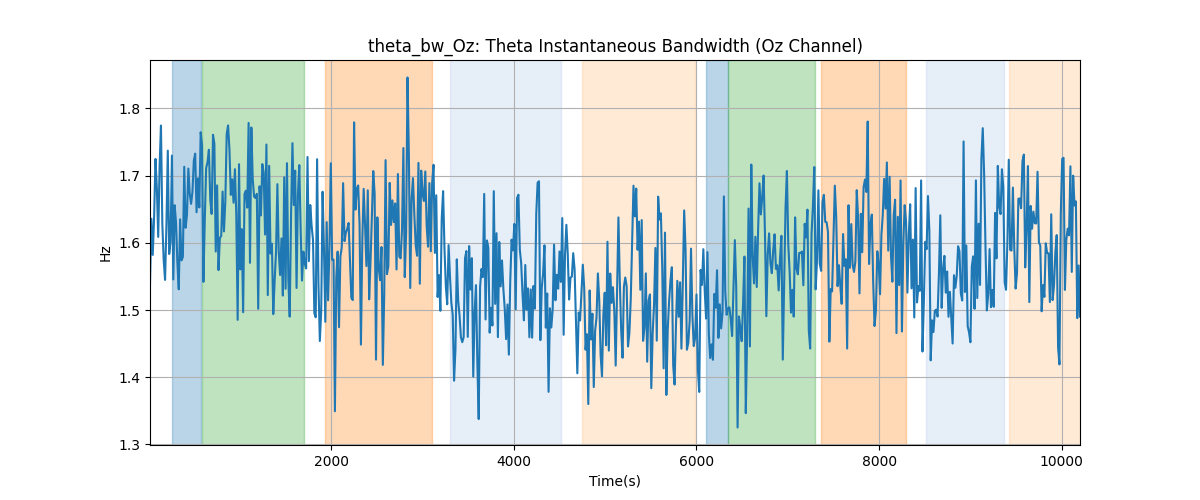 theta_bw_Oz: Theta Instantaneous Bandwidth (Oz Channel)
Hz
1.8
1.7
1.6
1.5
1.4
1.3
2000 4000 6000 8000 10000
Time(s)